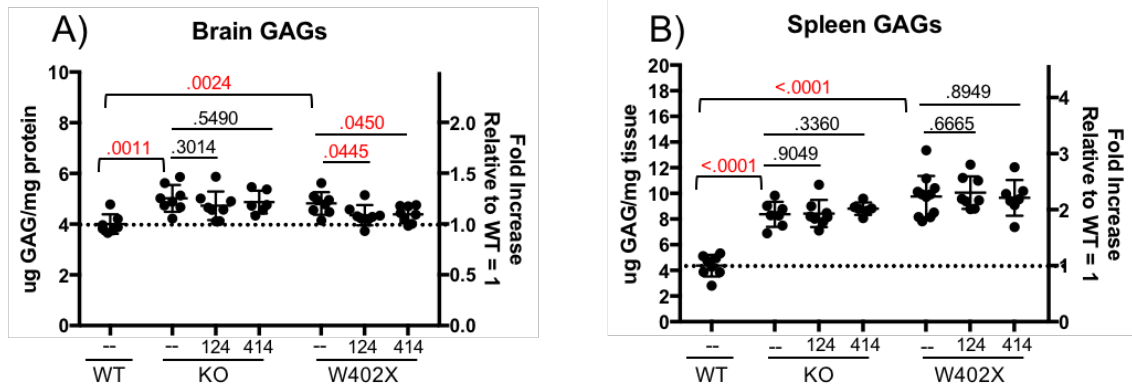 A)
Brain GAGs
10
8
6
4
2
0
ug GAG/mg protein
2.0
1.5
1.0
0.5
0.0
Fold Increase
Relative to WT = 1
.0024
.5490
.0011
.3014
.0450
.0445
-- -- 124 414 -- 124 414
WT KO W402X
B)
Spleen GAGs
20
18
16
14
12
10
8
6
4
2
0
ug GAG/mg tissue
4
3
2
1
0
Fold Increase
Relative to WT = 1
<.0001
.8949
.3360
.6665
<.0001
.9049
-- -- 124 414 -- 124 414
WT KO W402X